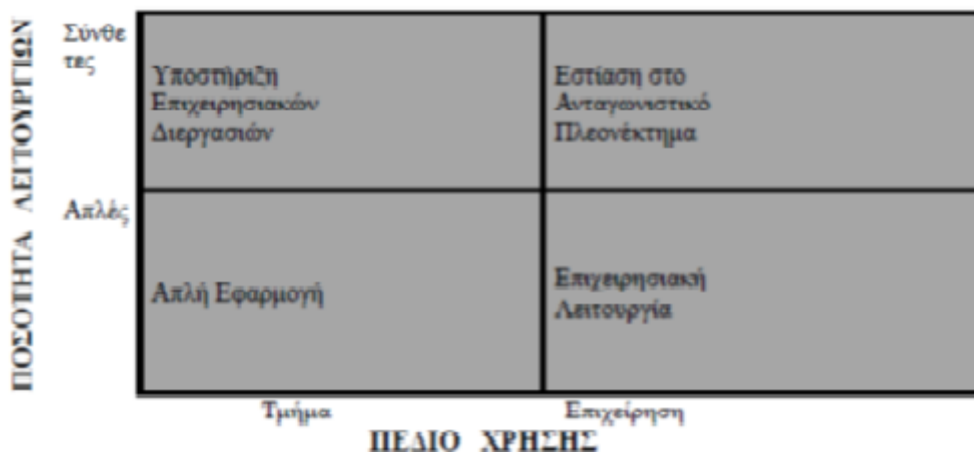 ΠΟΣΟΤΗΤΑ ΛΕΙΤΟΥΡΓΙΩΝ
Σύνθε
τες
Υποστήριξη
Επιχειρησιακών
Διεργασιών
Εστίαση στο
Ανταγωνιστικό
Πλεονέκτημα
Απλές
Απλή Εφαρμογή
Επιχειρησιακή
Λειτουργία
Τμήμα
Επιχείρηση
ΠΕΔΙΟ ΧΡΗΣΗΣ